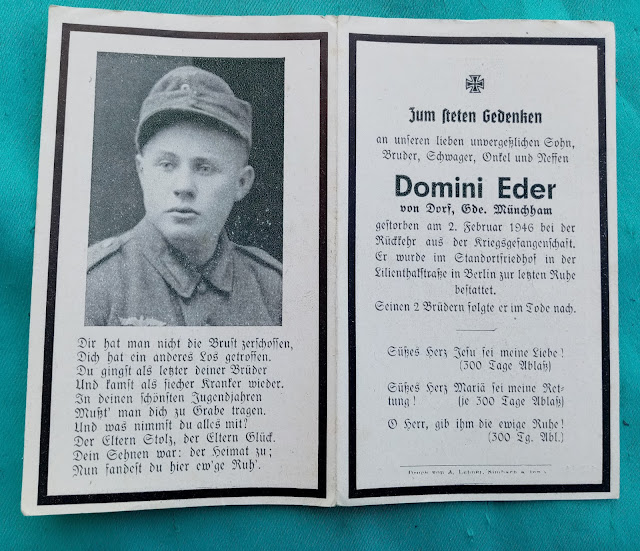 Dir hat man nicht die Brust zerschossen,
Dich hat ein anderes Los getroffen.
Du gingst als letzter deiner Brüder
Und kamst als siecher Kranker wieder.
In deinen schönsten Jugendjahren
Mußt' man dich zu Grabe tragen.
Und was nimmst du alles mit?
Der Eltern Stolz, der Eltern Glück.
Dein Sehnen war: der Heimat zu;
Nun fandest du hier ew'ge Ruh'.
Zum steten Gedenken
an unseren lieben unvergeßlichen Sohn,
Bruder, Schwager, Onkel und Neffen
Domini Eder
von Dorf, Gde. Münchham
gestorben am 2. Februar 1946 bei der
Rückkehr aus der Kriegsgefangenschaft.
Er wurde im Standortfriedhof in der
Lilienthalstraße in Berlin zur letzten Ruhe
bestattet.
Seinen 2 Brüdern folgte er im Tode nach.
Süßes Herz Jesu sei meine Liebe!
(300 Tage Ablaß)
Süßes Herz Mariä sei meine Ret-
tung! (je 300 Tage Ablaß)
O Herr, gib ihm die ewige Ruhe!
(300 Tg. Abl.)
Druck von A.